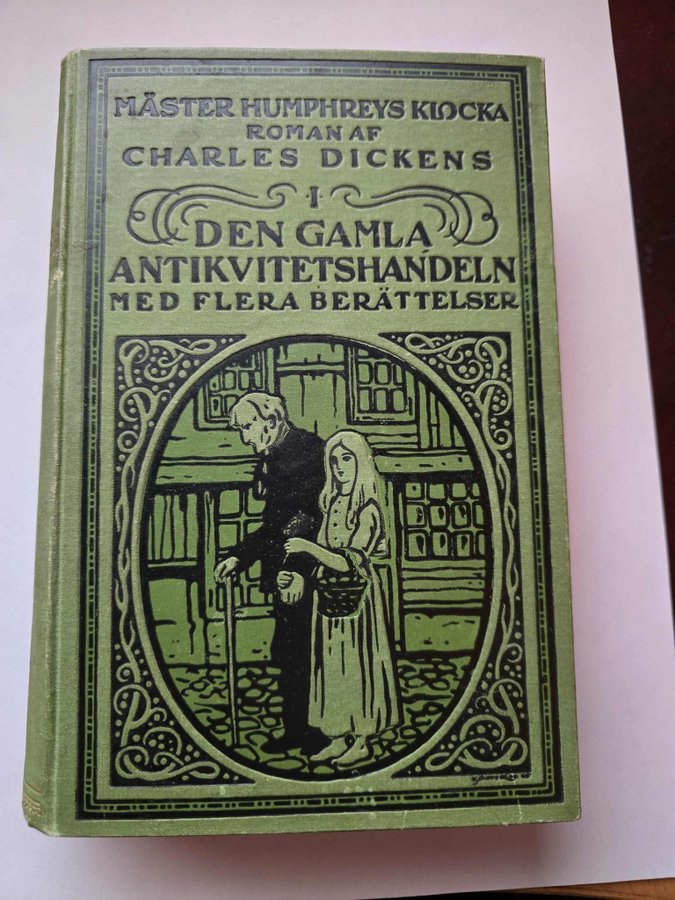 MÄSTER HUMPHREYS KLOCKA
ROMAN AF
CHARLES DICKENS
I
DEN GAMLA
ANTIKVITETSHANDELN
MED FLERA BERÄTTELSER